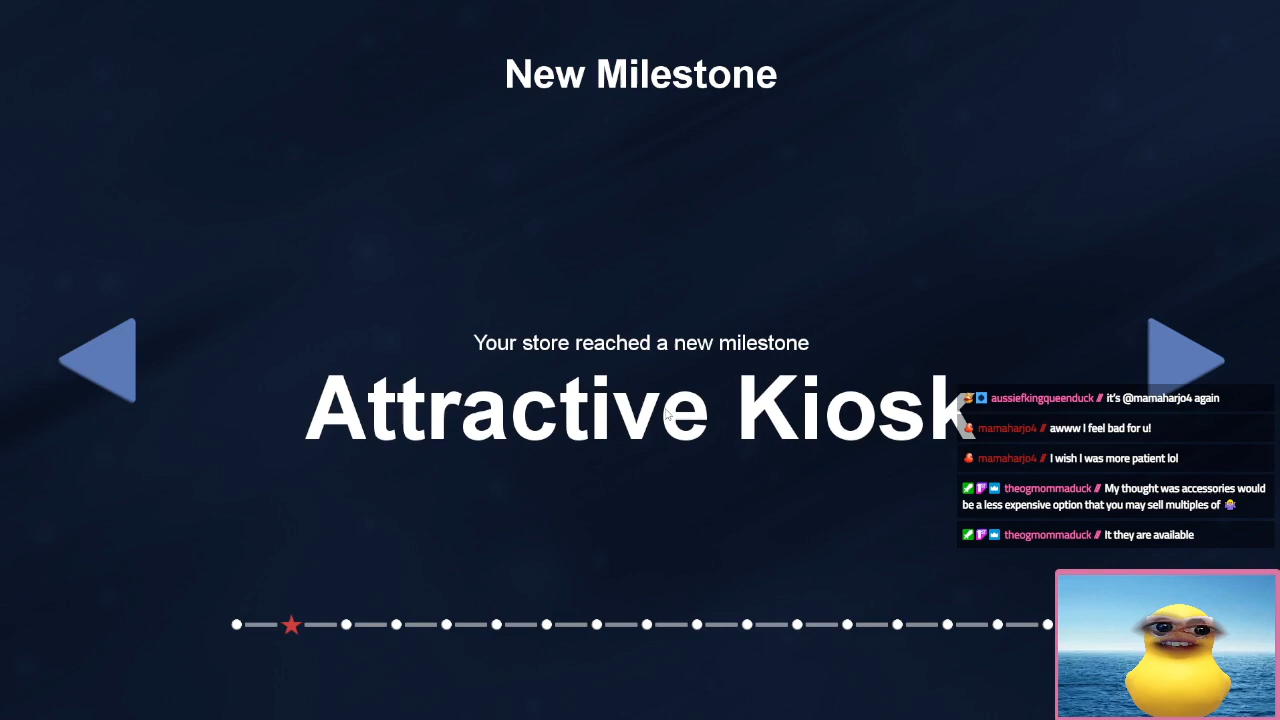 New Milestone
Your store reached a new milestone
Attractive Kiosk
aussiefkingqueenduck // it's @mamaharjo4 again
mamaharjo4 // awww I feel bad for u!
mamaharjo4 // I wish I was more patient lol
theogmommaduck // My thought was accessories would
be a less expensive option that you may sell multiples of
theogmommaduck // It they are available